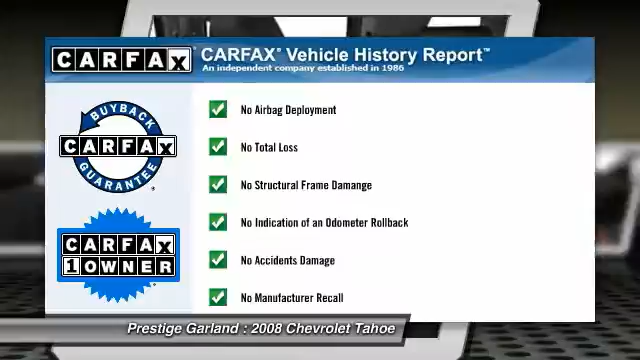 CARFAX
CARFAX® Vehicle History Report™
An independent company established in 1986
BUYBACK
CARFAX
GUARANTEE
CARFAX
1 OWNER
No Airbag Deployment
No Total Loss
No Structural Frame Damange
No Indication of an Odometer Rollback
No Accidents Damage
No Manufacturer Recall
Prestige Garland : 2008 Chevrolet Tahoe